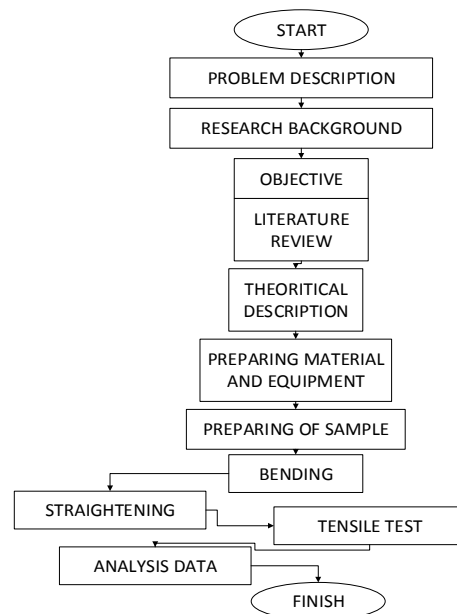 START
PROBLEM DESCRIPTION
RESEARCH BACKGROUND
OBJECTIVE
LITERATURE
REVIEW
THEORITICAL
DESCRIPTION
PREPARING MATERIAL
AND EQUIPMENT
PREPARING OF SAMPLE
BENDING
STRAIGHTENING
TENSILE TEST
ANALYSIS DATA
FINISH